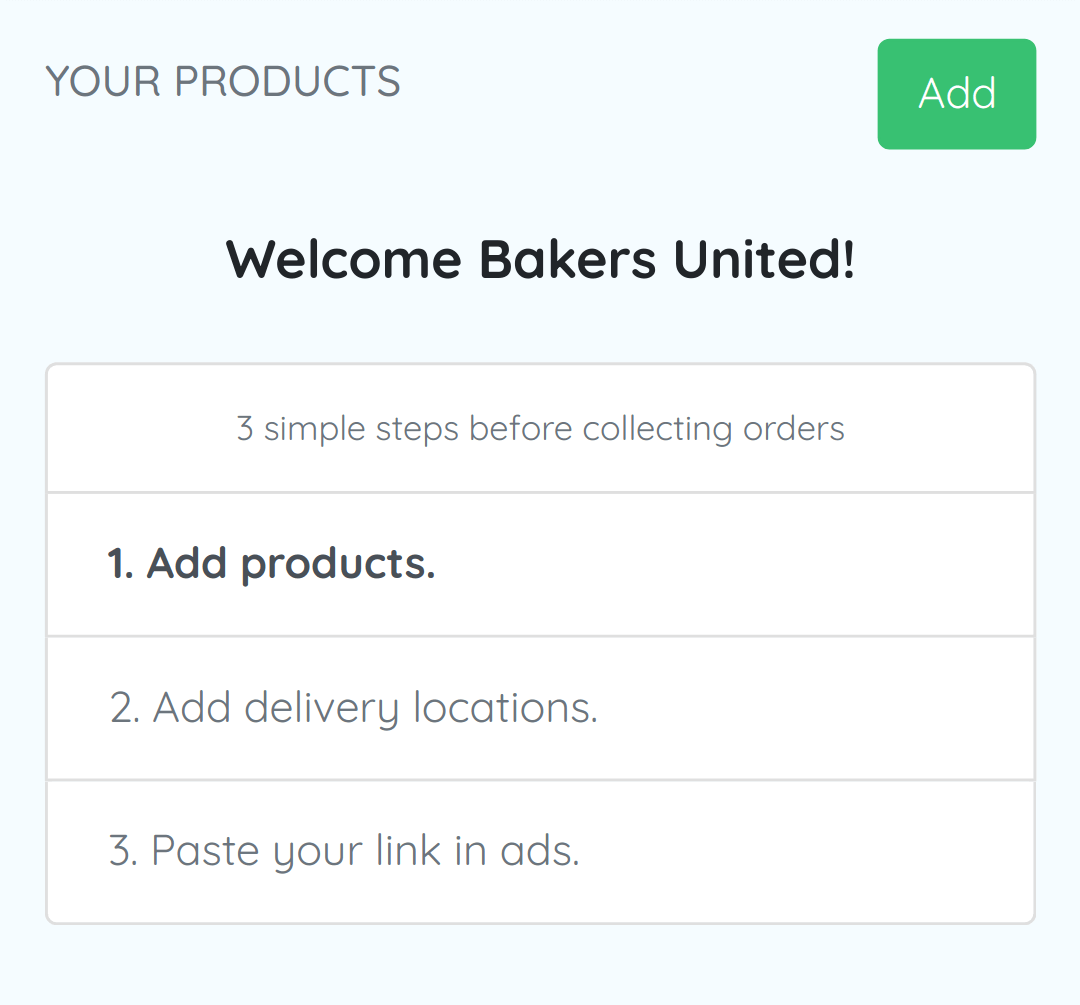 YOUR PRODUCTS
Add
Welcome Bakers United!
3 simple steps before collecting orders
1. Add products.
2. Add delivery locations.
3. Paste your link in ads.